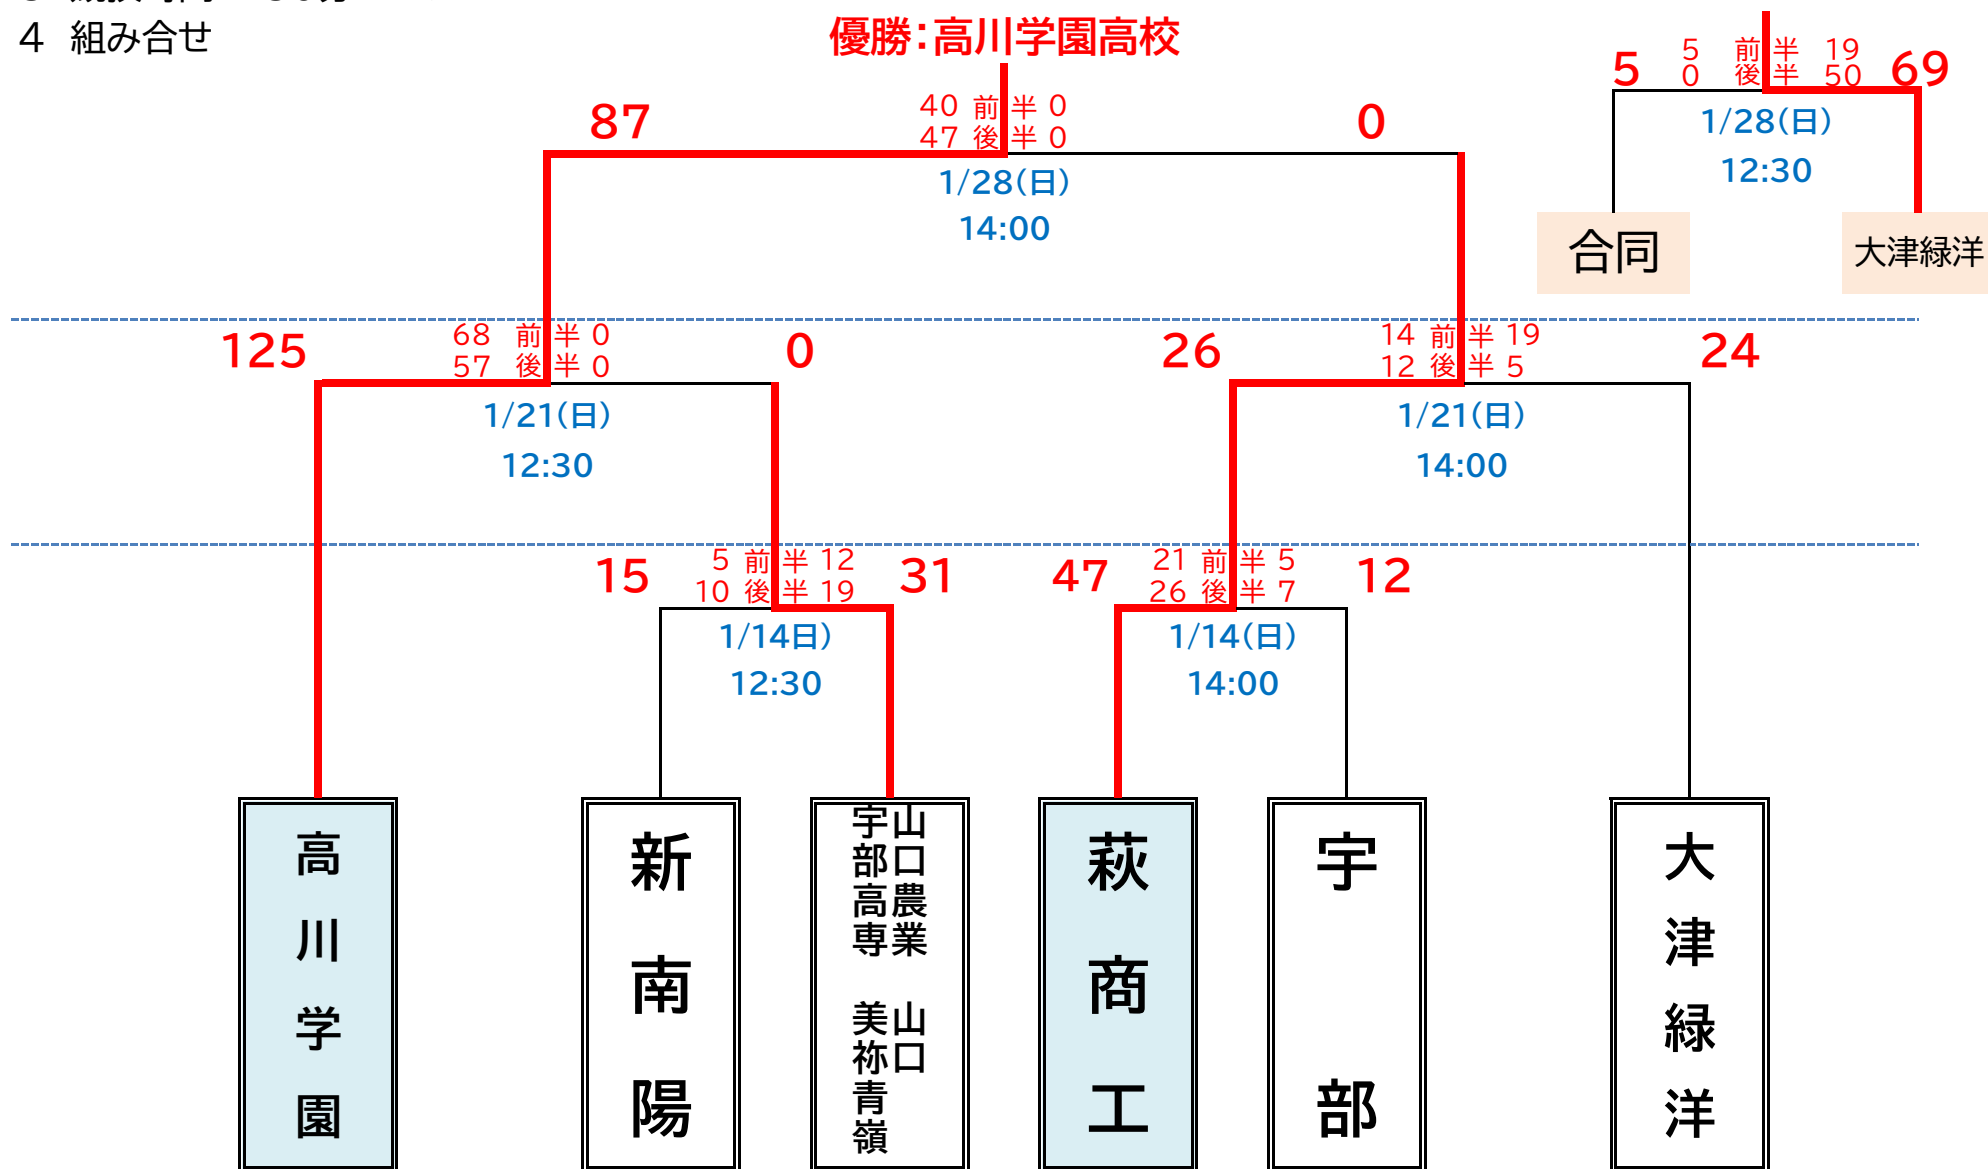 4 組み合せ
優勝：高川学園高校
5 5 前半 19 69
0 後半 50
87 40 前半 0 0
47 後半 0
1/28(日)
12:30
1/28(日)
14:00
合同 大津緑洋
125 68 前半 0 0 26 14 前半 19 24
57 後半 0 12 後半 5
1/21(日) 1/21(日)
12:30 14:00
15 5 前半 12 31 47 21 前半 5 12
10 後半 19 26 後半 7
1/14日) 1/14(日)
12:30 14:00
高川学園
新南陽
山口農業 山口
宇部高専 美祢青嶺
萩商工
宇部
大津緑洋